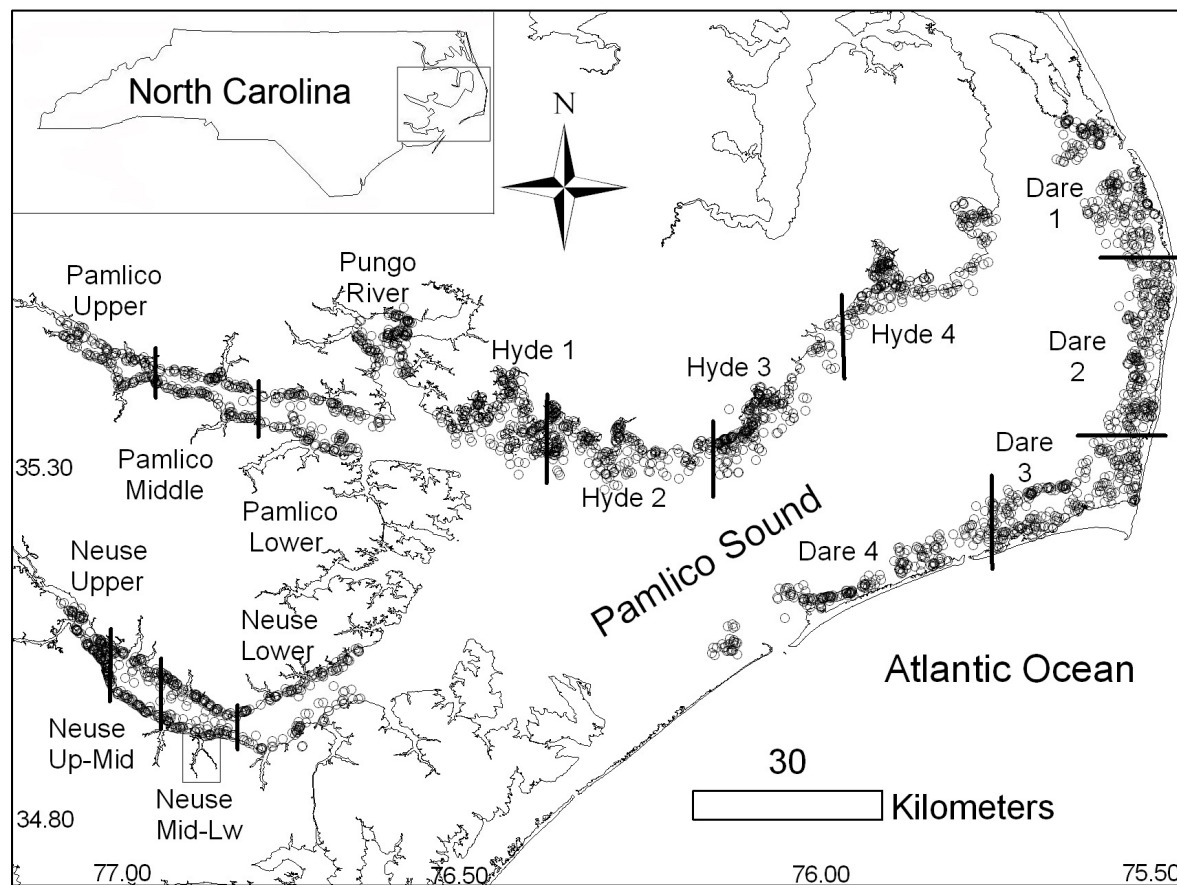 North Carolina
N
Dare
1
Pamlico
Upper
Pungo
River
Hyde 1
Hyde 3
Hyde 4
Dare
2
35.30
Pamlico
Middle
Hyde 2
Dare
3
Pamlico
Lower
Pamlico Sound
Dare 4
Neuse
Upper
Neuse
Lower
Atlantic Ocean
Neuse
Up-Mid
Neuse
Mid-Lw
30
Kilometers
34.80
77.00
76.50
76.00
75.50